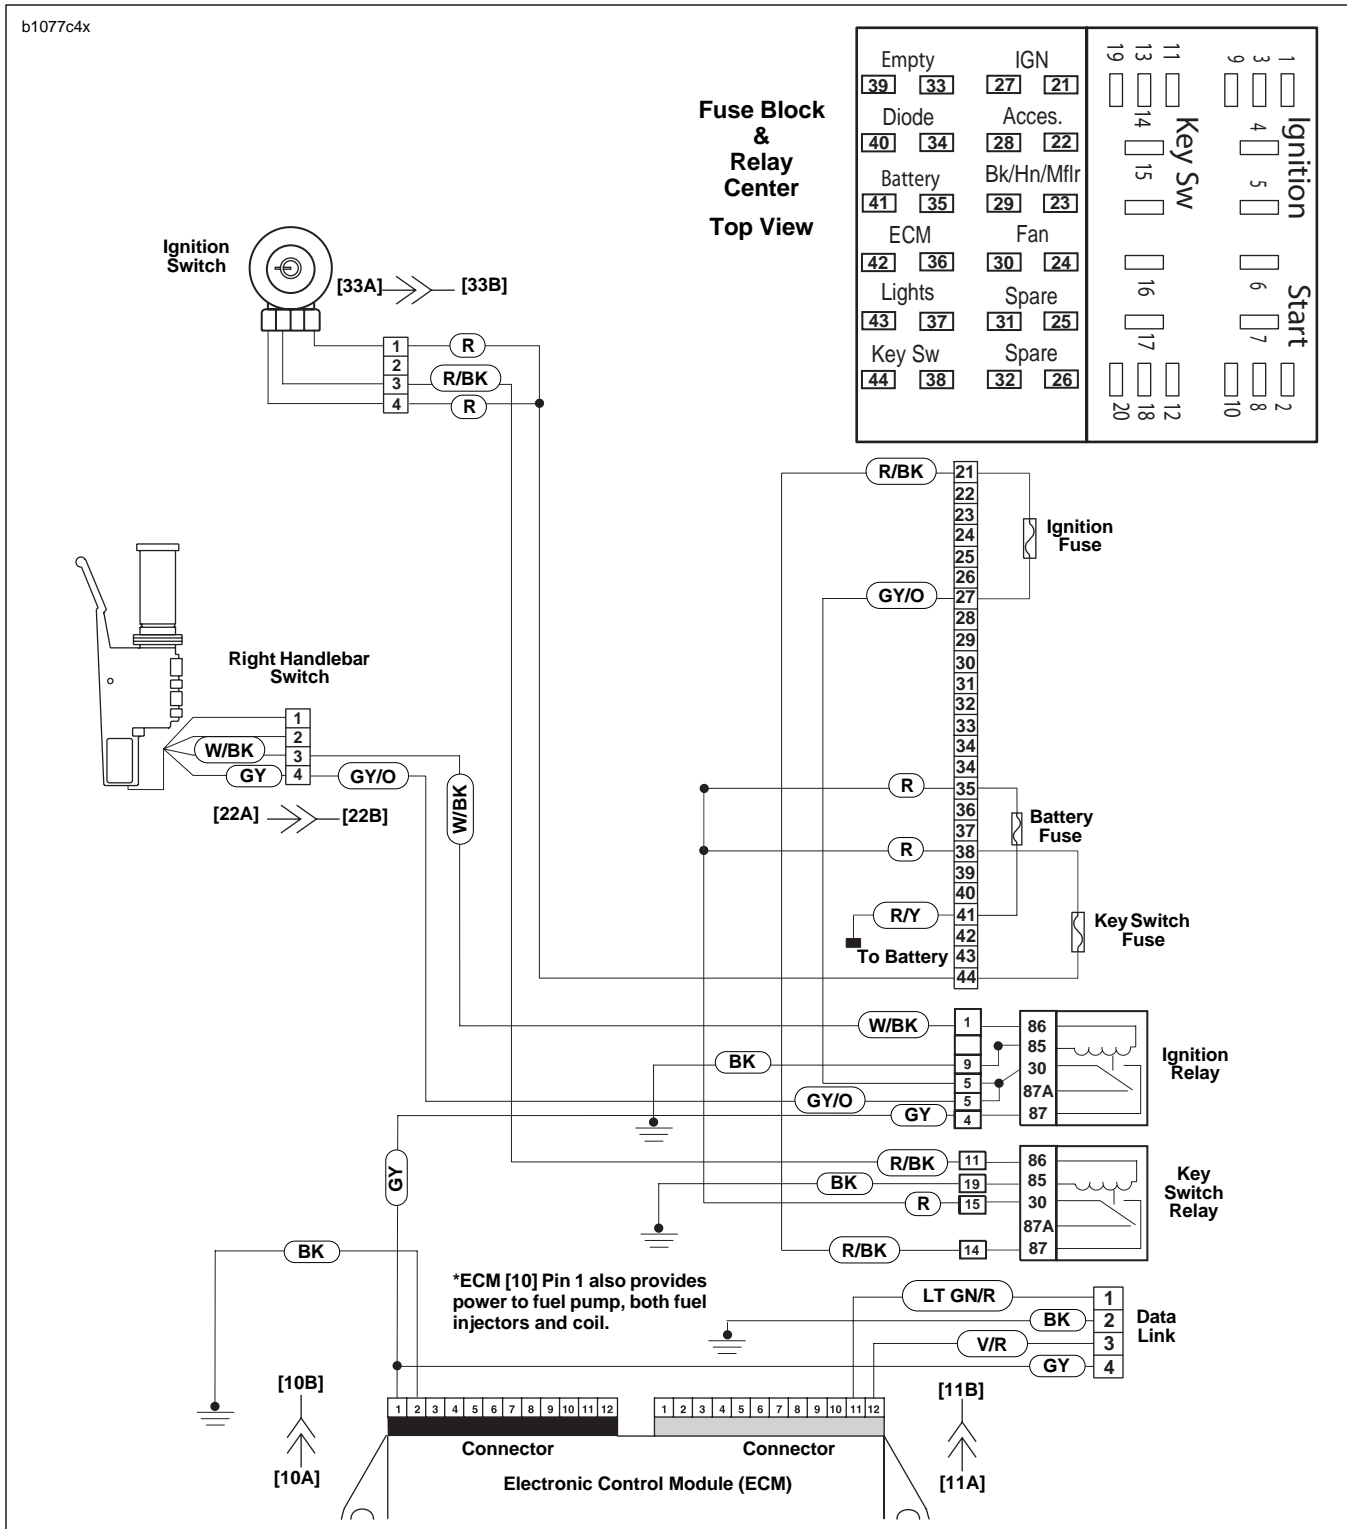 b1077c4x
Fuse Block
&
Relay
Center
Top View
Empty
IGN
39 33 27 21
Diode
Acces.
40 34 28 22
Battery
Bk/Hn/Mflr
41 35 29 23
ECM
Fan
42 36 30 24
Lights
Spare
43 37 31 25
Key Sw
Spare
44 38 32 26
19 13 11 9 3 1
14 4
15 5
Key Sw
Ignition
16 6
17 7
Start
20 18 12 10 8 2
Ignition
Switch
[33A]
[33B]
1
2
3
4
R
R/BK
R
Right Handlebar
Switch
1
2
3
4
W/BK
GY
GY/O
[22A]
[22B]
W/BK
R/BK
GY/O
R
R
R/Y
To Battery
21
22
23
24
25
26
27
28
29
30
31
32
33
34
34
35
36
37
38
39
40
41
42
43
44
Ignition
Fuse
Battery
Fuse
Key Switch
Fuse
W/BK
BK
GY/O
GY
1
9
5
5
4
86
85
30
87A
87
Ignition
Relay
GY
R/BK
BK
R
R/BK
11
19
15
14
86
85
30
87A
87
Key
Switch
Relay
BK
*ECM [10] Pin 1 also provides
power to fuel pump, both fuel
injectors and coil.
LT GN/R
BK
V/R
GY
1
2
3
4
Data
Link
[10B]
[10A]
1 2 3 4 5 6 7 8 9 10 11 12
1 2 3 4 5 6 7 8 9 10 11 12
[11B]
[11A]
Connector
Connector
Electronic Control Module (ECM)